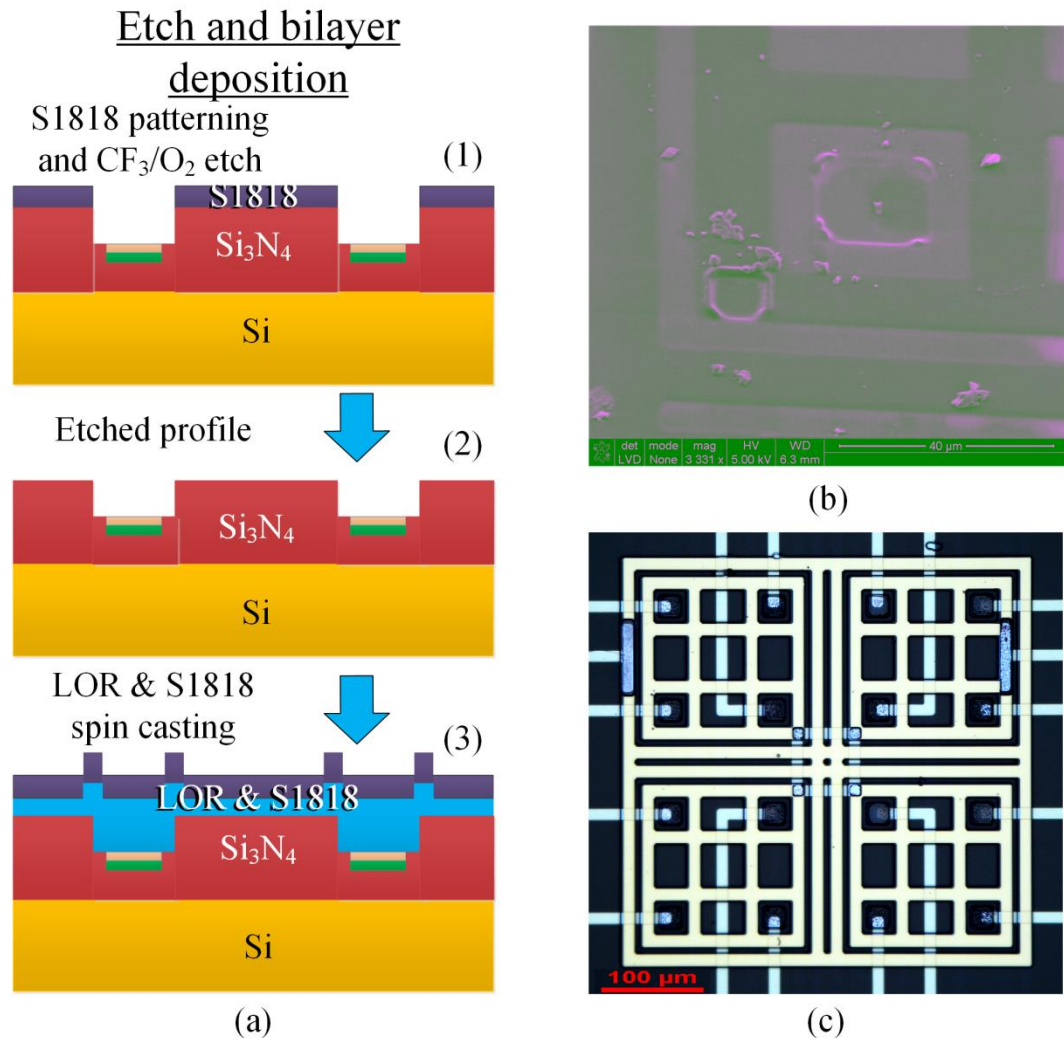 Etch and bilayer
deposition
S1818 patterning
and CF₃/O₂ etch
(1)
S1818
Si₃N₄
Si
Etched profile
(2)
Si₃N₄
Si
LOR & S1818
spin casting
(3)
LOR & S1818
Si₃N₄
Si
(a)
det mode mag HV WD
LVD None 3 331 x 5.00 kV 6.3 mm
40 µm
(b)
100 µm
(c)